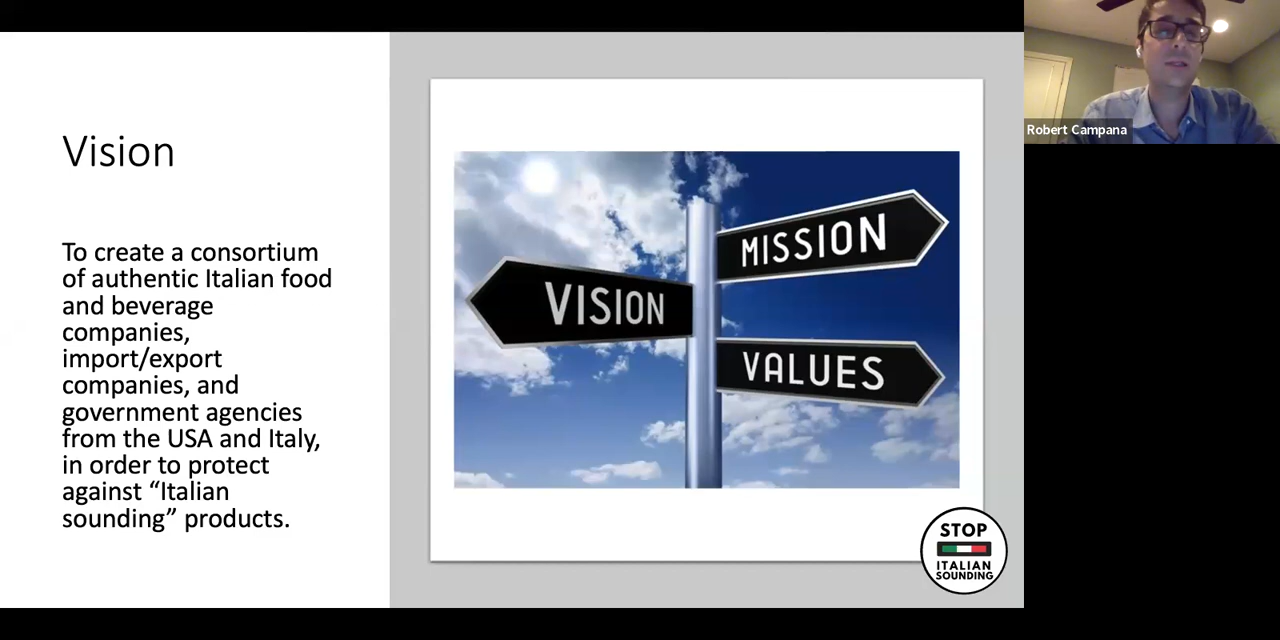 Vision
To create a consortium
of authentic Italian food
and beverage
companies,
import/export
companies, and
government agencies
from the USA and Italy,
in order to protect
against “Italian
sounding” products.
MISSION
VISION
VALUES
STOP
ITALIAN
SOUNDING
Robert Campana